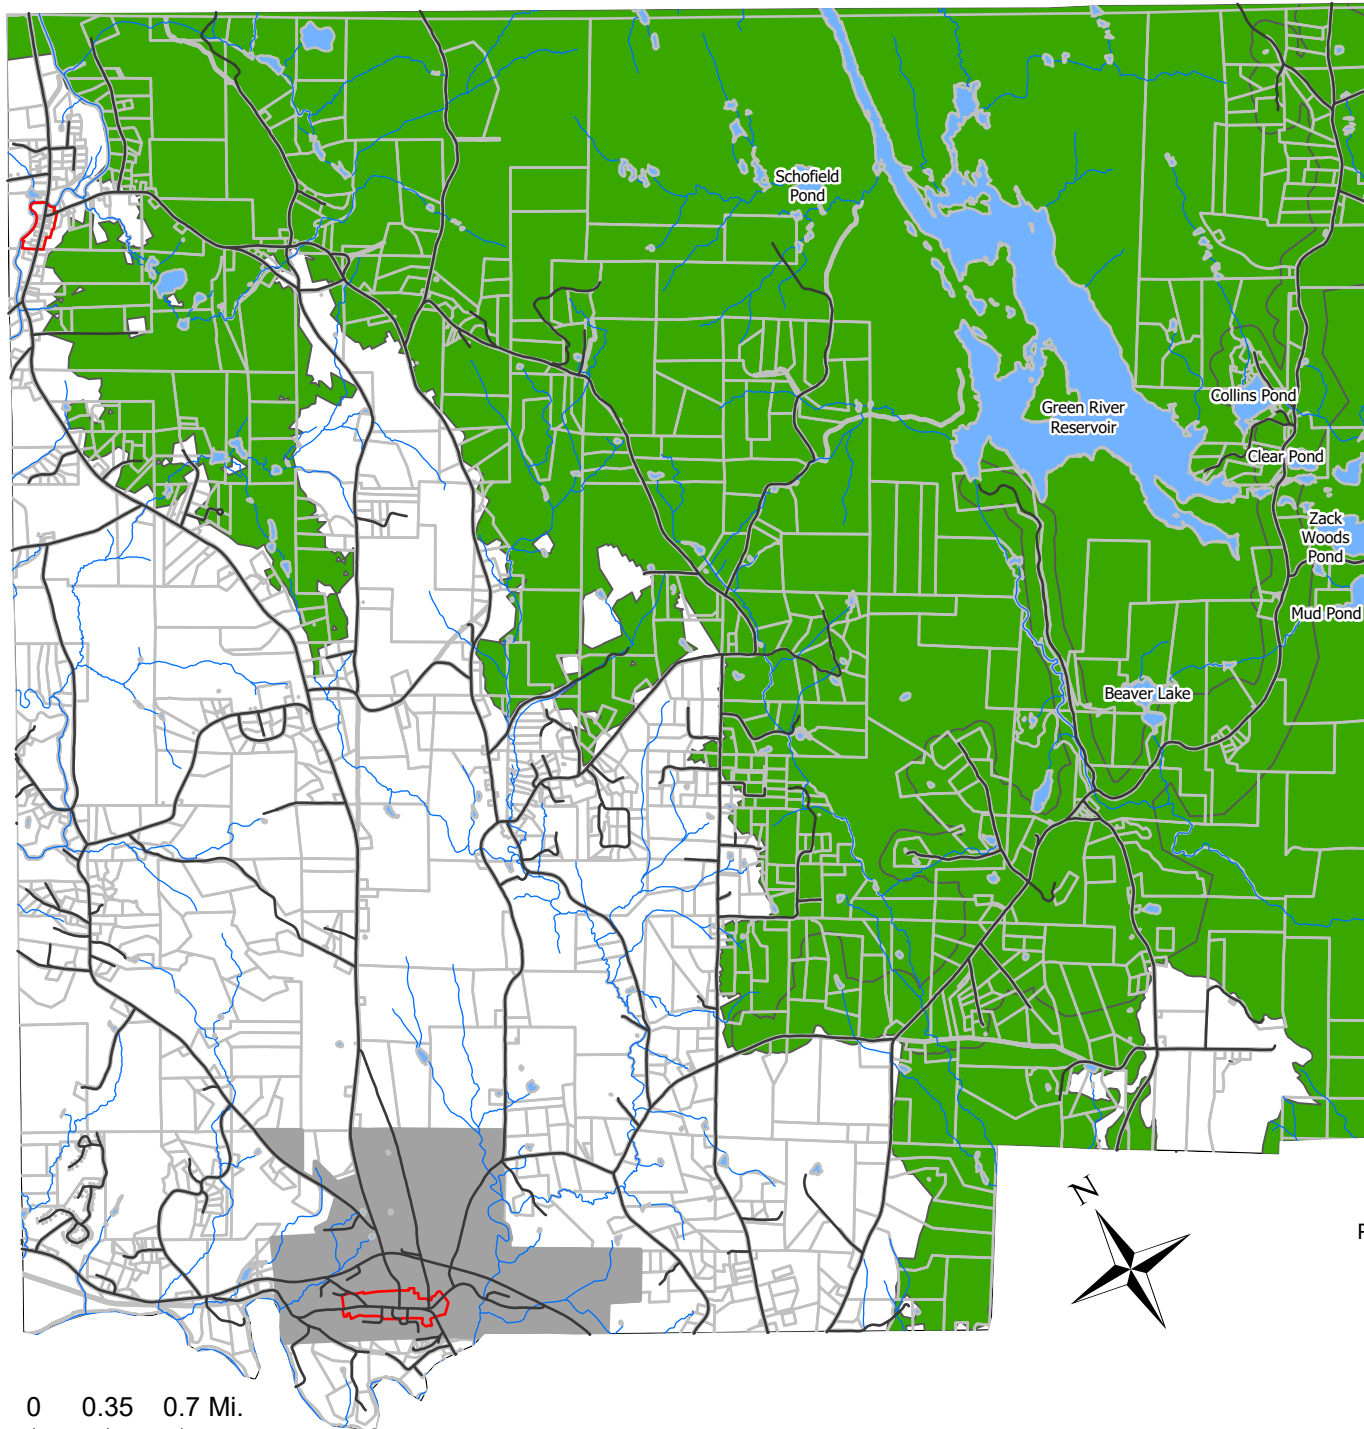 Schofield
Pond
Collins Pond
Green River
Reservoir
Clear Pond
Zack
Woods
Pond
Mud Pond
Beaver Lake
N
0 0.35 0.7 Mi.